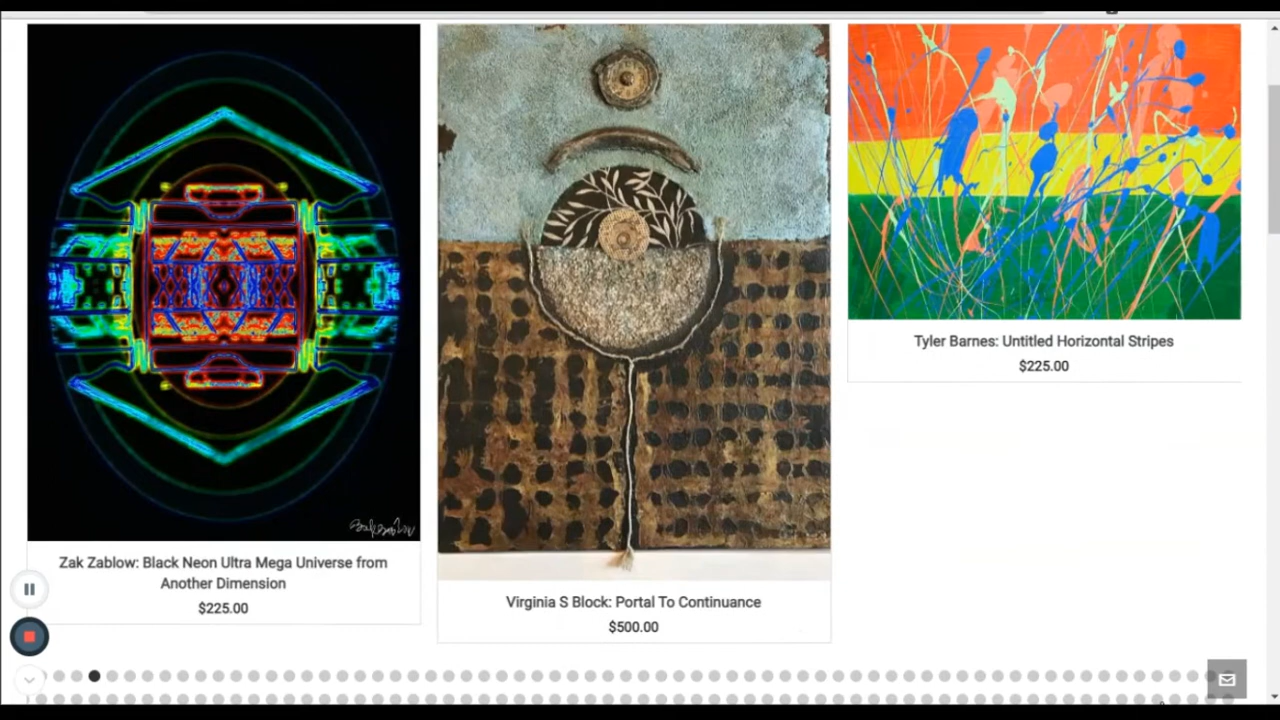 Zak Zablow: Black Neon Ultra Mega Universe from
Another Dimension
$225.00
Virginia S Block: Portal To Continuance
$500.00
Tyler Barnes: Untitled Horizontal Stripes
$225.00